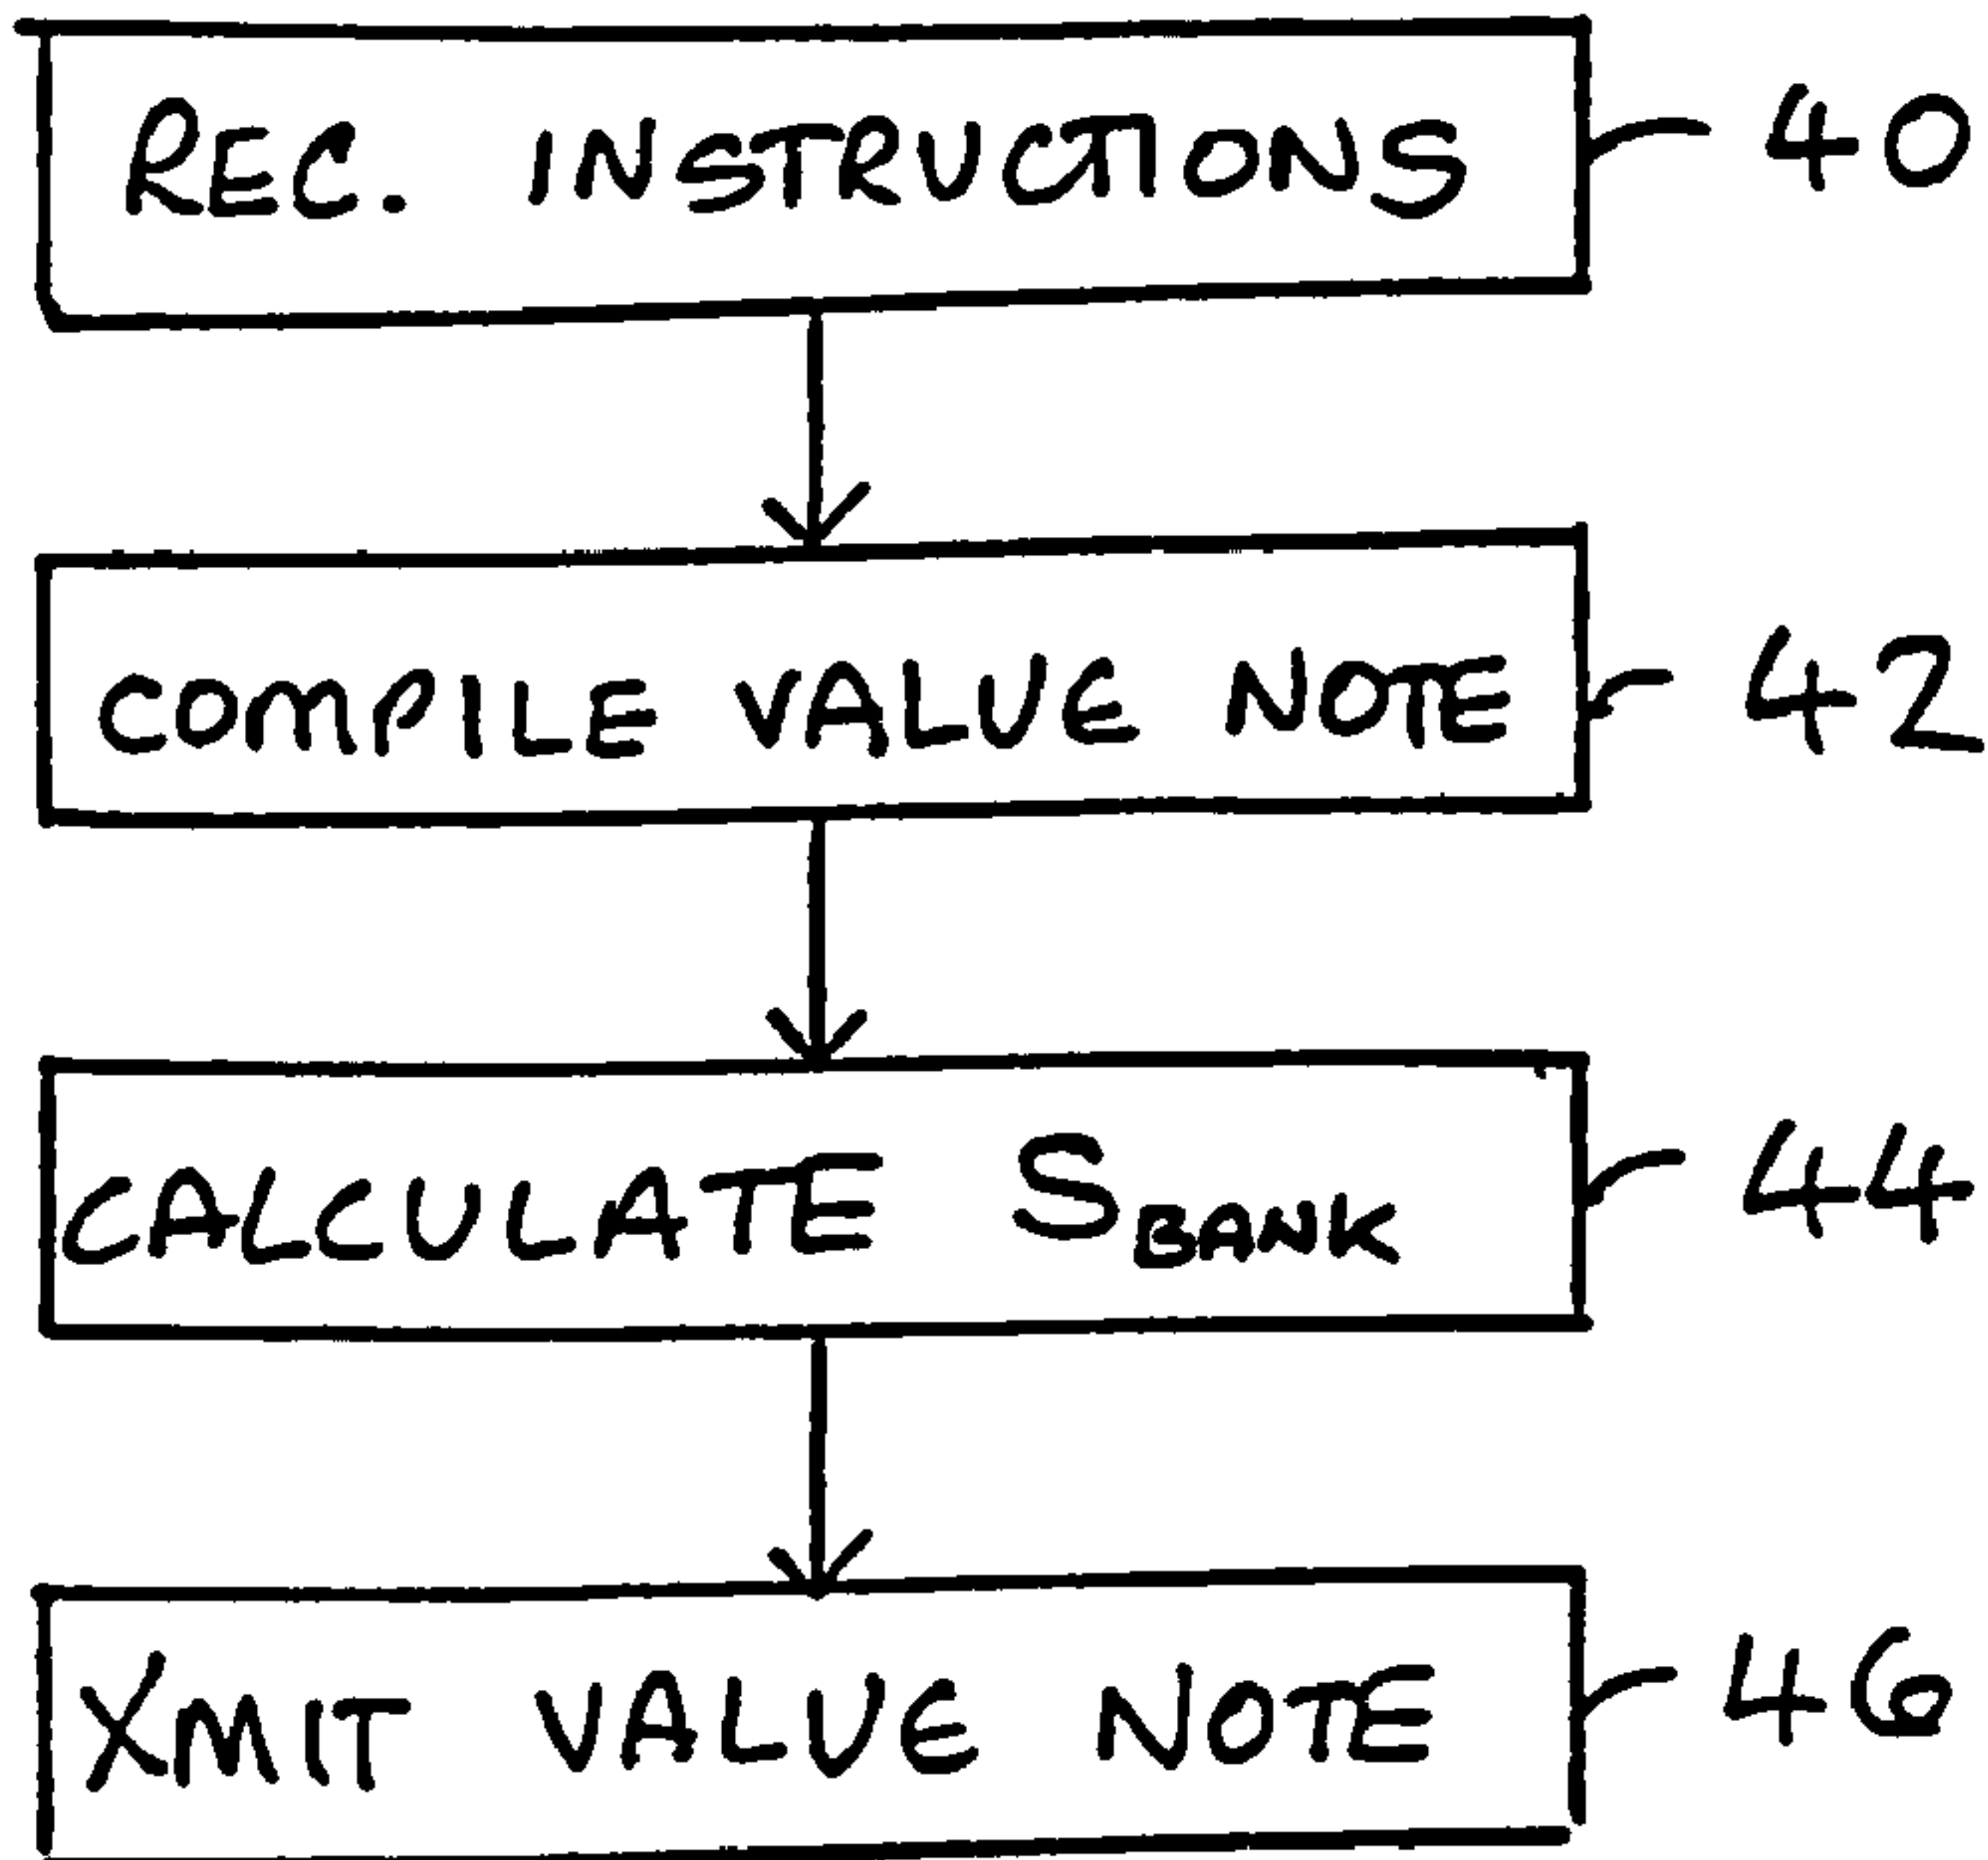 REC. INSTRUCTIONS 40
COMPILE VALUE NOTE 42
CALCULATE SBANK 44
XMIT VALUE NOTE 46